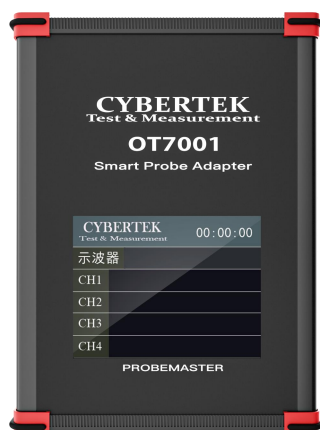 CYBERTEK
Test & Measurement
OT7001
Smart Probe Adapter
CYBERTEK
Test & Measurement
00:00:00
示波器
CH1
CH2
CH3
CH4
PROBEMASTER